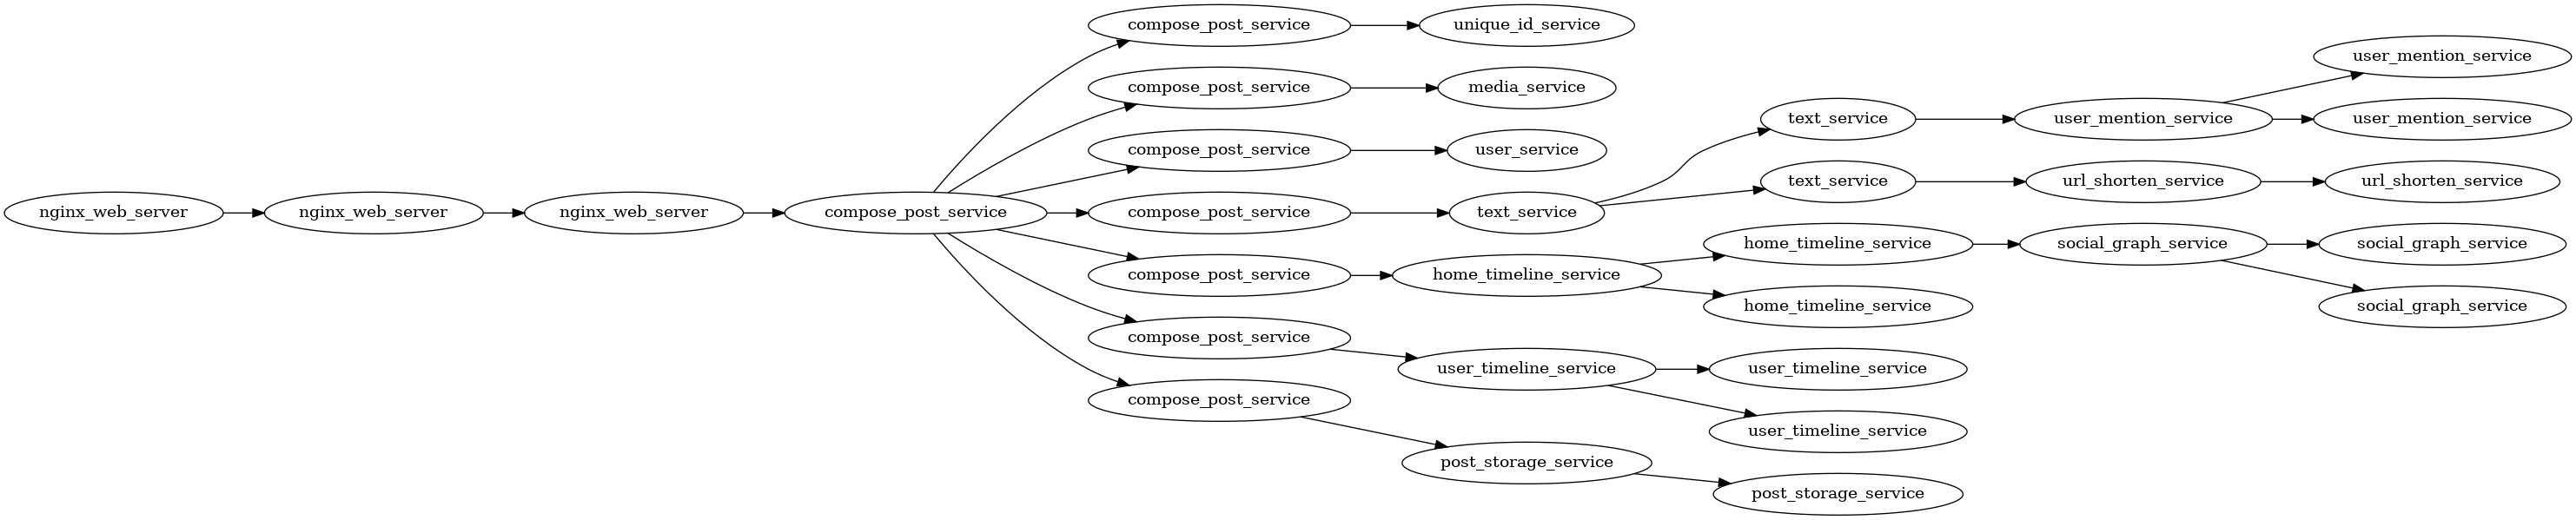 compose_post_service
unique_id_service
user_mention_service
compose_post_service
media_service
text_service
user_mention_service
user_mention_service
compose_post_service
user_service
text_service
url_shorten_service
url_shorten_service
nginx_web_server
nginx_web_server
nginx_web_server
compose_post_service
compose_post_service
text_service
home_timeline_service
social_graph_service
social_graph_service
compose_post_service
home_timeline_service
home_timeline_service
social_graph_service
compose_post_service
user_timeline_service
user_timeline_service
compose_post_service
user_timeline_service
post_storage_service
post_storage_service